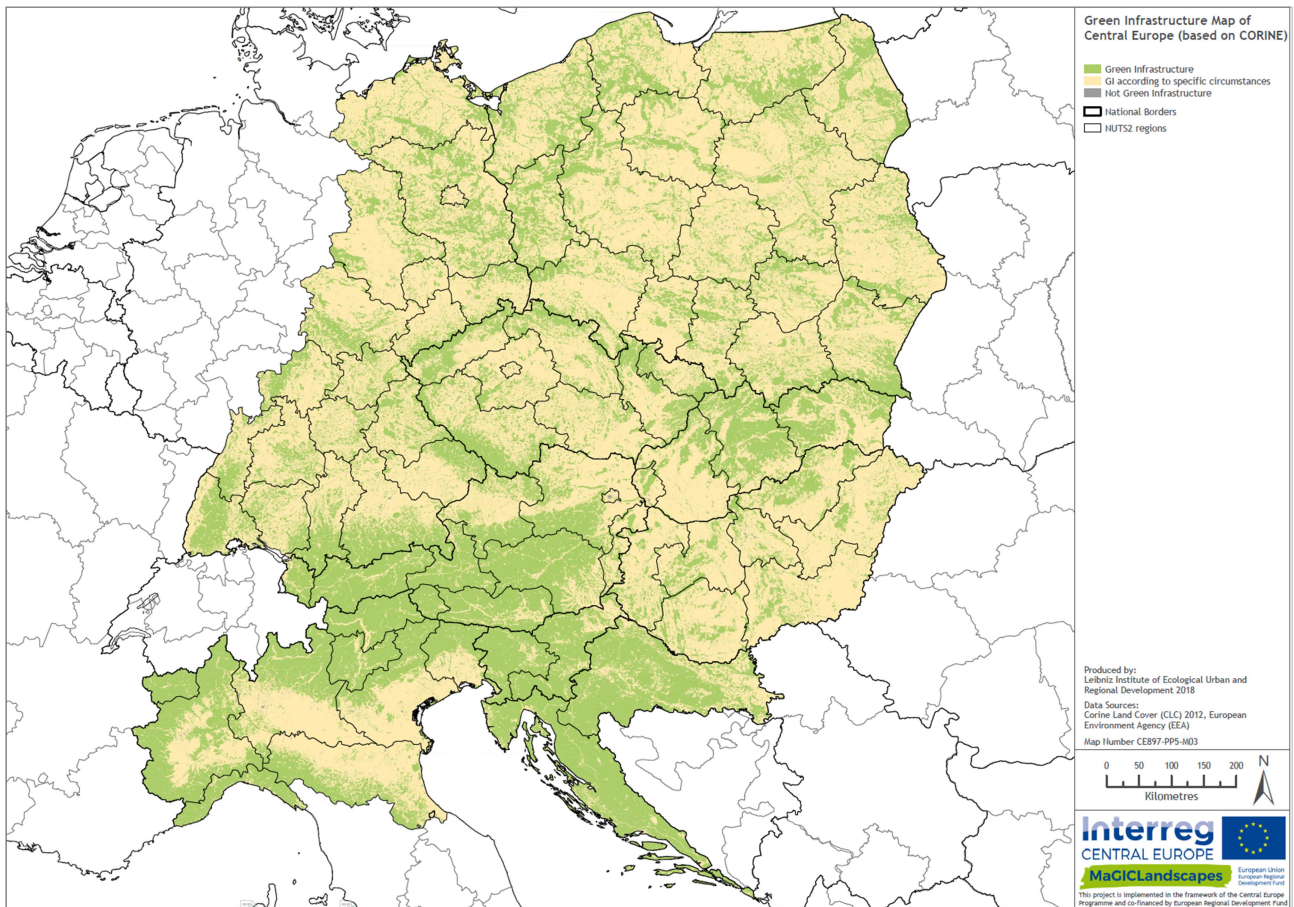 Green Infrastructure Map of
Central Europe (based on CORINE)
Green Infrastructure
GI according to specific circumstances
Not Green Infrastructure
National Borders
NUTS2 regions
Produced by:
Leibniz Institute of Ecological Urban and
Regional Development 2018
Data Sources:
Corine Land Cover (CLC) 2012, European
Environment Agency (EEA)
Map Number CE897-PP5-M03
0 50 100 150 200
Kilometres
N
Interreg
CENTRAL EUROPE
MaGICLandscapes
European Union
European Regional
Development Fund
This project is implemented in the framework of the Central Europe
Programme and co-financed by European Regional Development Fund